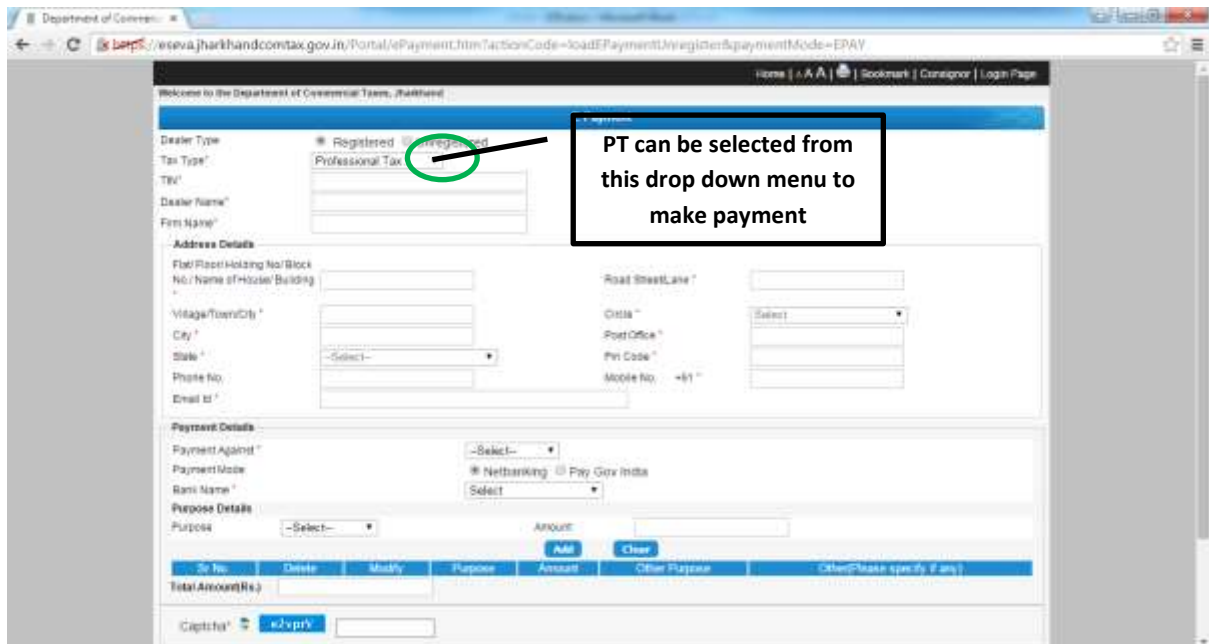 Department of Commerc
https://eseva.jharkhandcomtax.gov.in/Portal/ePayment.htm?actionCode=loadEPaymentUnregister&paymentMode=EPAY
Home | A A A | | Bookmark | Consignor | Login Page
Welcome to the Department of Commercial Taxes, Jharkhand
Payment
Dealer Type Registered Unregistered
Tax Type* Professional Tax
TIN*
Dealer Name*
Firm Name*
PT can be selected from
this drop down menu to
make payment
Address Details
Flat/Floor/Holding No/Block
No./Name of House/Building Road Street/Lane *
*
Village/Town/City * Circle * Select
City * Post Office *
State * --Select-- Pin Code *
Phone No. Mobile No. +91 *
Email Id *
Payment Details
Payment Against * --Select--
Payment Mode Netbanking Pay Gov India
Bank Name * Select
Purpose Details
Purpose --Select-- Amount
Add Clear
Sr No. Delete Modify Purpose Amount Other Purpose Other(Please specify if any)
Total Amount(Rs.)
Captcha*